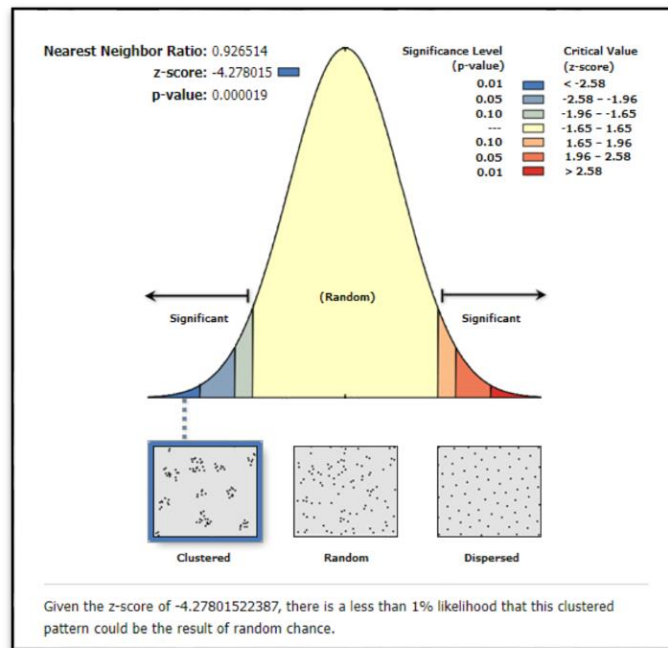 Nearest Neighbor Ratio: 0.926514
z-score: -4.278015
p-value: 0.000019
Significance Level
(p-value)
Critical Value
(z-score)
0.01 < -2.58
0.05 -2.58 – -1.96
0.10 -1.96 – -1.65
--- -1.65 – 1.65
0.10 1.65 – 1.96
0.05 1.96 – 2.58
0.01 > 2.58
(Random)
Significant
Significant
Clustered
Random
Dispersed
Given the z-score of -4.27801522387, there is a less than 1% likelihood that this clustered
pattern could be the result of random chance.